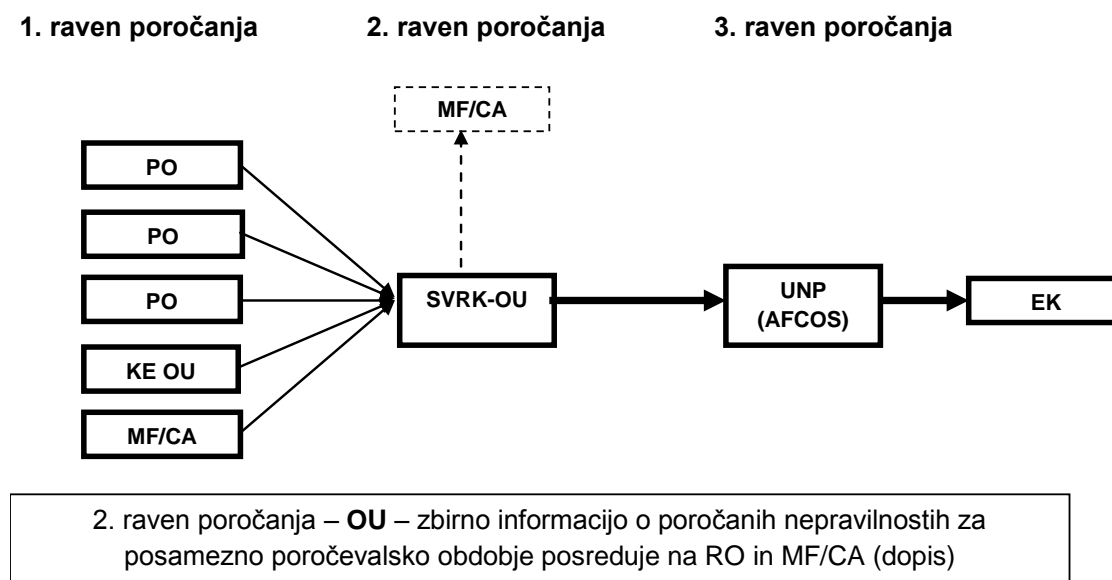 1. raven poročanja 2. raven poročanja 3. raven poročanja
MF/CA
PO
PO
PO
KE OU
MF/CA
SVRK-OU
UNP
(AFCOS)
EK
2. raven poročanja – OU – zbirno informacijo o poročanih nepravilnostih za
posamezno poročevalsko obdobje posreduje na RO in MF/CA (dopis)